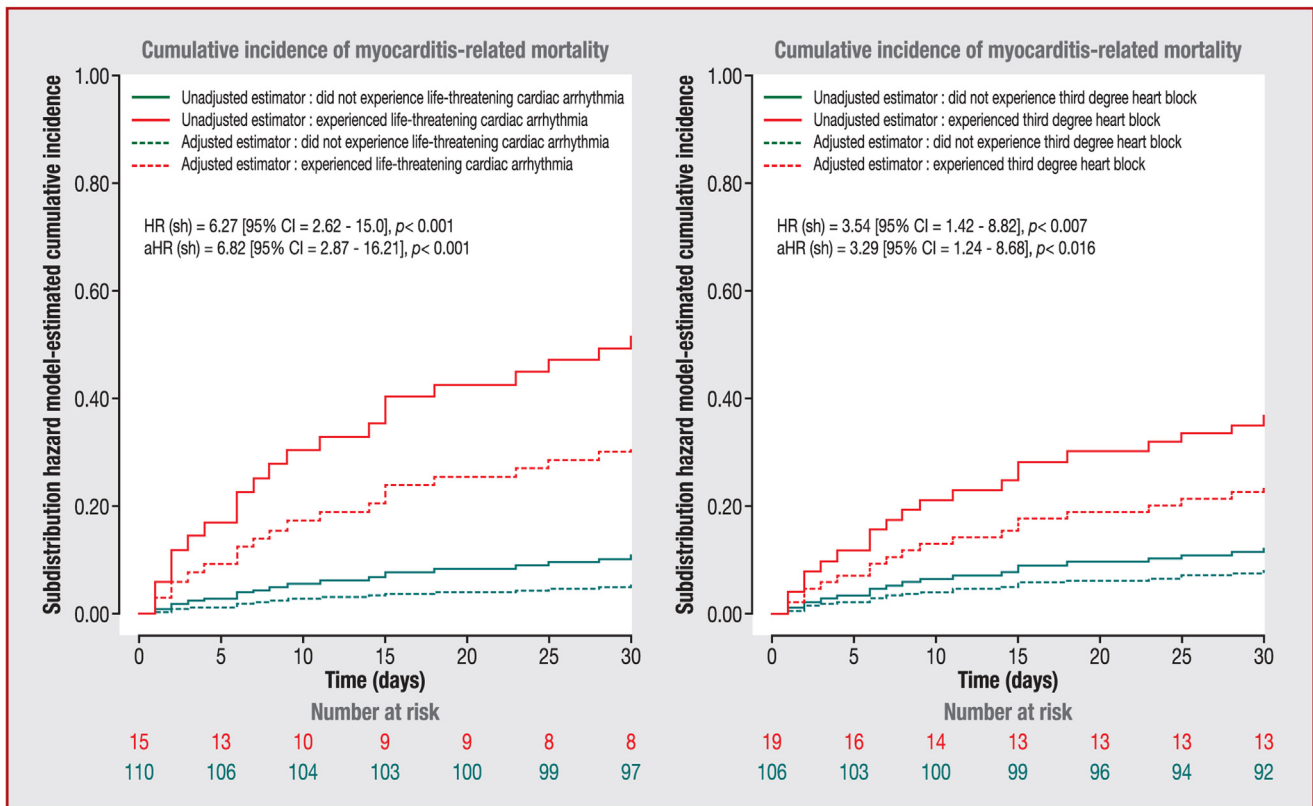 Cumulative incidence of myocarditis-related mortality
Subdistribution hazard model-estimated cumulative incidence
1.00
0.80
0.60
0.40
0.20
0.00
Unadjusted estimator : did not experience life-threatening cardiac arrhythmia
Unadjusted estimator : experienced life-threatening cardiac arrhythmia
Adjusted estimator : did not experience life-threatening cardiac arrhythmia
Adjusted estimator : experienced life-threatening cardiac arrhythmia
HR (sh) = 6.27 [95% CI = 2.62 - 15.0], p< 0.001
aHR (sh) = 6.82 [95% CI = 2.87 - 16.21], p< 0.001
0 5 10 15 20 25 30
Time (days)
Number at risk
15 13 10 9 9 8 8
110 106 104 103 100 99 97
Cumulative incidence of myocarditis-related mortality
Subdistribution hazard model-estimated cumulative incidence
1.00
0.80
0.60
0.40
0.20
0.00
Unadjusted estimator : did not experience third degree heart block
Unadjusted estimator : experienced third degree heart block
Adjusted estimator : did not experience third degree heart block
Adjusted estimator : experienced third degree heart block
HR (sh) = 3.54 [95% CI = 1.42 - 8.82], p< 0.007
aHR (sh) = 3.29 [95% CI = 1.24 - 8.68], p< 0.016
0 5 10 15 20 25 30
Time (days)
Number at risk
19 16 14 13 13 13 13
106 103 100 99 96 94 92